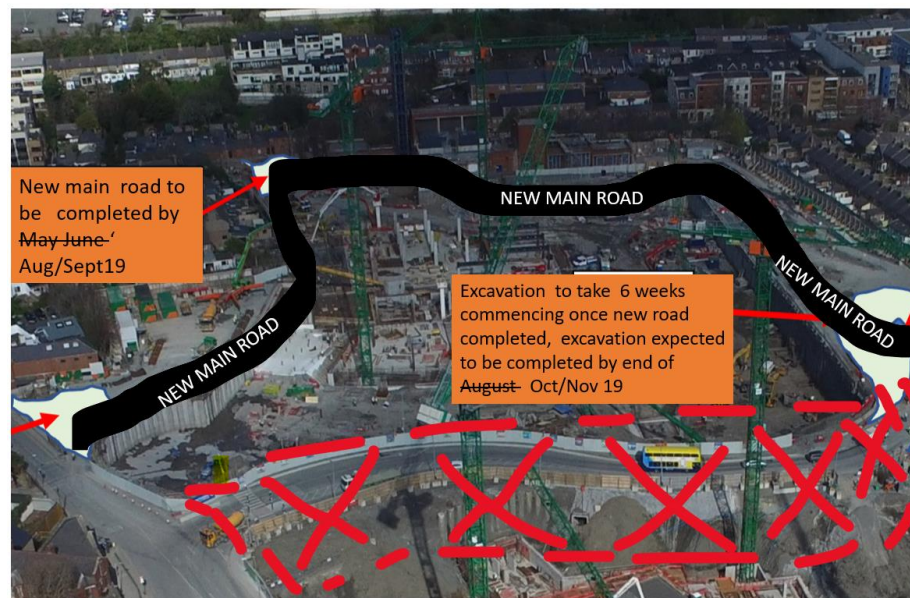 New main road to
be completed by
May June ‘
Aug/Sept19
NEW MAIN ROAD
NEW MAIN ROAD
NEW MAIN ROAD
Excavation to take 6 weeks
commencing once new road
completed, excavation expected
to be completed by end of
August Oct/Nov 19